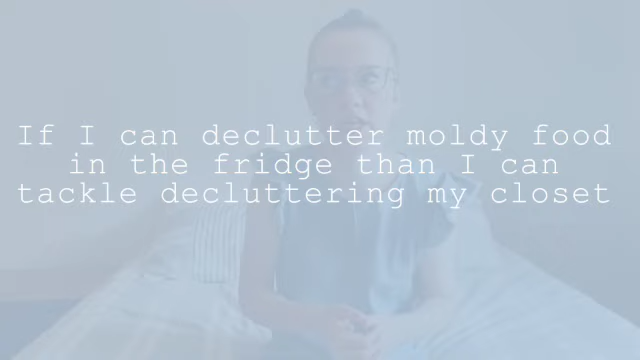 If I can declutter moldy food
in the fridge than I can
tackle decluttering my closet